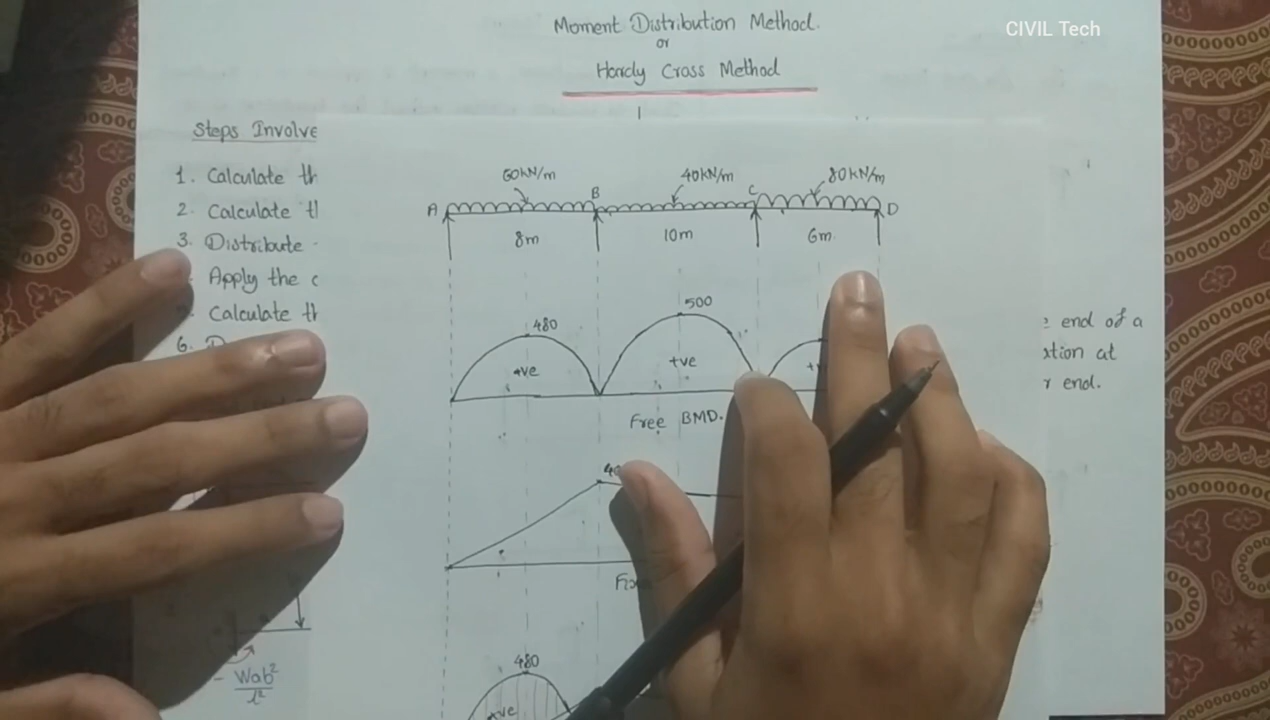 Moment Distribution Method.
or
Hardy Cross Method
CIVIL Tech
Steps Involve
1. Calculate th
2. Calculate
3. Distribute
Apply the
Calculate th
6.
60kN/m
40kN/m
80kN/m
A
B
C
D
8m
10m
6m
480
500
+ve
+ve
Free BMD.
480
+ve
end of a
at
end.
- Wab²
l²